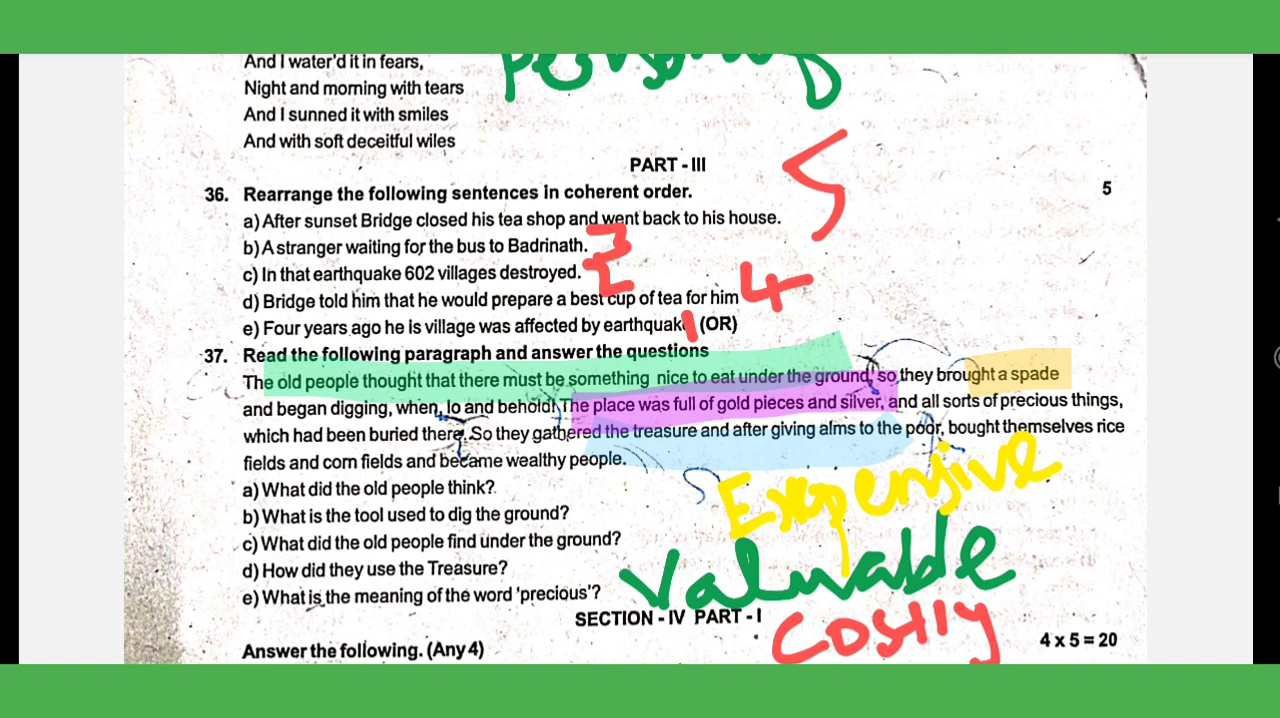 And I water'd it in fears,
Night and morning with tears
And I sunned it with smiles
And with soft deceitful wiles
PART - III
36. Rearrange the following sentences in coherent order. 5
a) After sunset Bridge closed his tea shop and went back to his house. 5
b) A stranger waiting for the bus to Badrinath. 3
c) In that earthquake 602 villages destroyed. 2
d) Bridge told him that he would prepare a best cup of tea for him 4
e) Four years ago he is village was affected by earthquak 1 (OR)
37. Read the following paragraph and answer the questions
The old people thought that there must be something nice to eat under the ground, so they brought a spade
and began digging, when, lo and behold! The place was full of gold pieces and silver, and all sorts of precious things,
which had been buried there. So they gathered the treasure and after giving alms to the poor, bought themselves rice
fields and corn fields and became wealthy people.
a) What did the old people think?
b) What is the tool used to dig the ground?
Expensive
c) What did the old people find under the ground?
d) How did they use the Treasure?
Valuable
e) What is the meaning of the word 'precious'?
SECTION - IV PART - I
Costly
Answer the following. (Any 4) 4 x 5 = 20